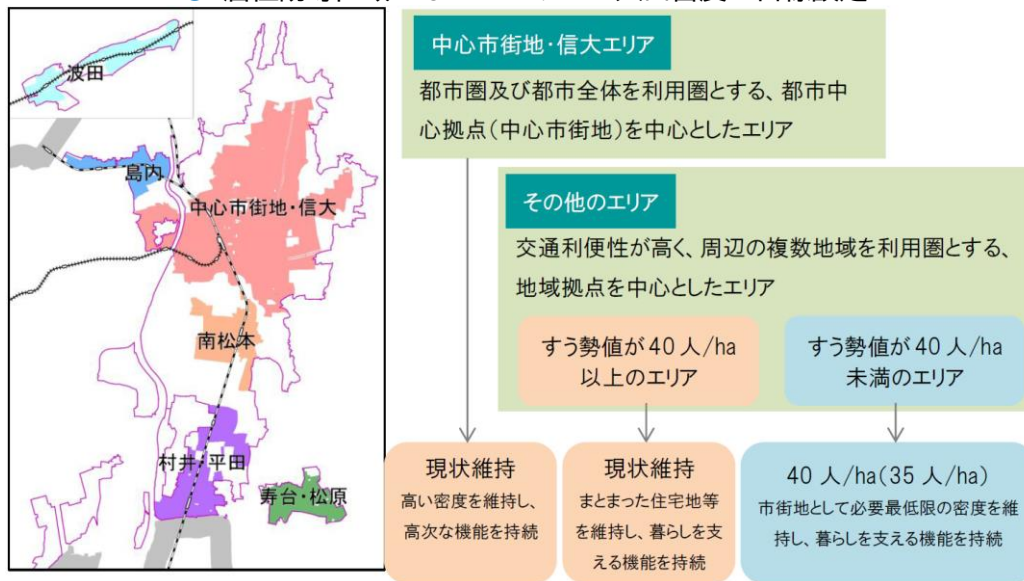 波田
島内
中心市街地・信大
南松本
村井・平田
寿台・松原
中心市街地・信大エリア
都市圏及び都市全体を利用圏とする、都市中
心拠点(中心市街地)を中心としたエリア
その他のエリア
交通利便性が高く、周辺の複数地域を利用圏とする、
地域拠点を中心としたエリア
すう勢値が40人/ha
以上のエリア
すう勢値が40人/ha
未満のエリア
現状維持
高い密度を維持し、
高次な機能を持続
現状維持
まとまった住宅地等
を維持し、暮らしを支
える機能を持続
40人/ha(35人/ha)
市街地として必要最低限の密度を維
持し、暮らしを支える機能を持続